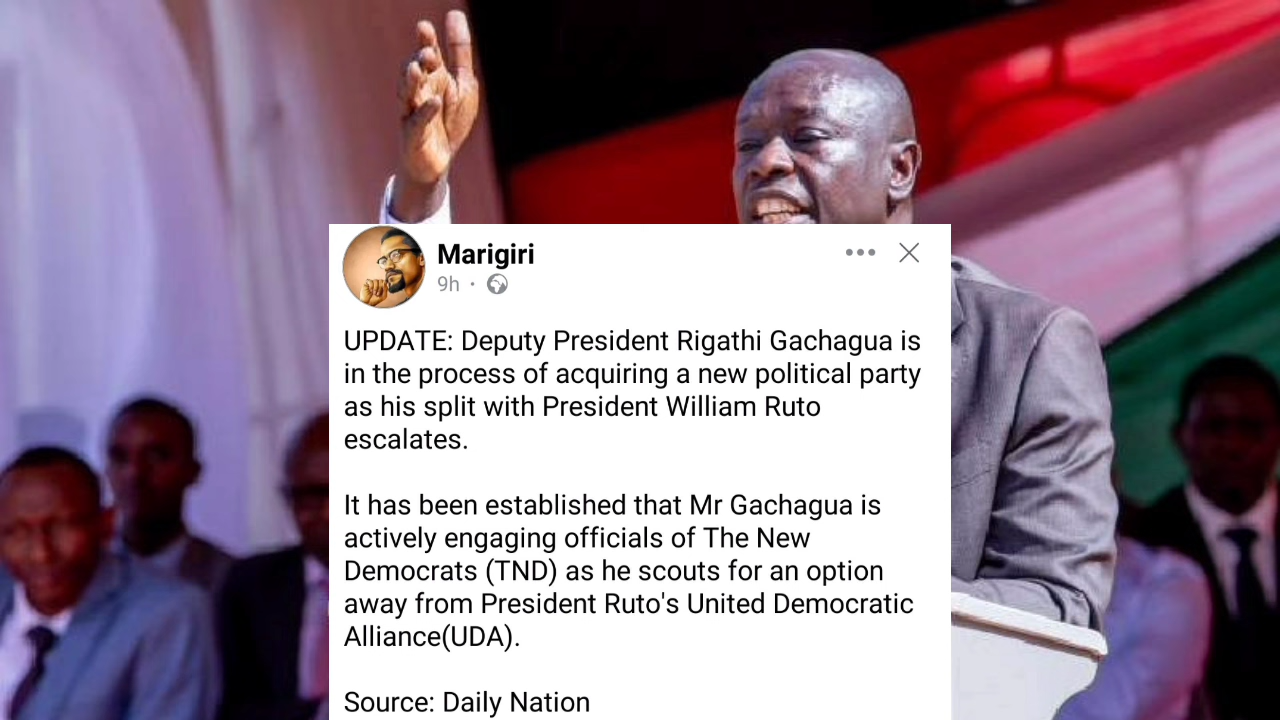 Marigiri
9h ·
UPDATE: Deputy President Rigathi Gachagua is
in the process of acquiring a new political party
as his split with President William Ruto
escalates.
It has been established that Mr Gachagua is
actively engaging officials of The New
Democrats (TND) as he scouts for an option
away from President Ruto's United Democratic
Alliance(UDA).
Source: Daily Nation